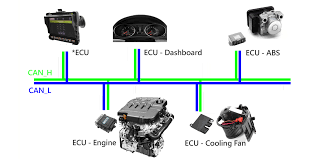 *ECU
ECU - Dashboard
ECU - ABS
CAN_H
CAN_L
ECU - Engine
ECU - Cooling Fan